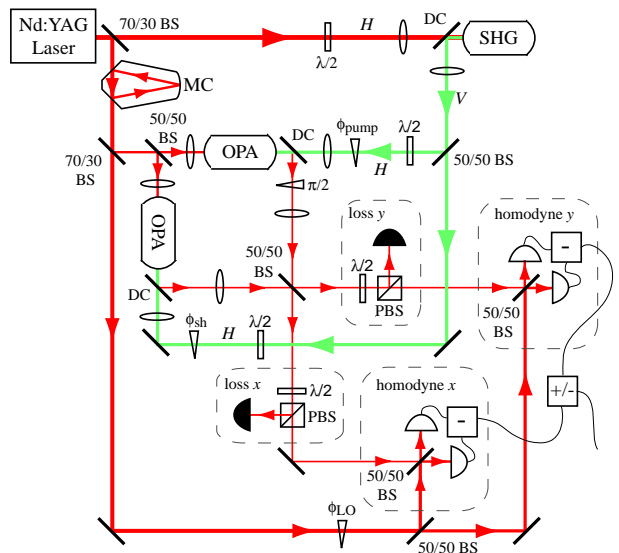 Nd:YAG
Laser
70/30 BS
H
λ/2
DC
SHG
MC
V
50/50
BS
70/30
BS
OPA
DC
ϕpump
λ/2
H
50/50 BS
π/2
OPA
loss y
homodyne y
-
50/50
BS
λ/2
PBS
50/50
BS
DC
ϕsh
H
λ/2
loss x
λ/2
PBS
homodyne x
-
+/-
50/50
BS
ϕLO
50/50 BS